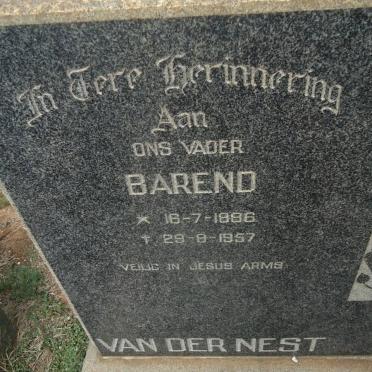 In Tere Herinnering
Aan
ONS VADER
BAREND
* 16-7-1886
† 29-9-1957
VEILIG IN JESUS ARMS
VAN DER NEST